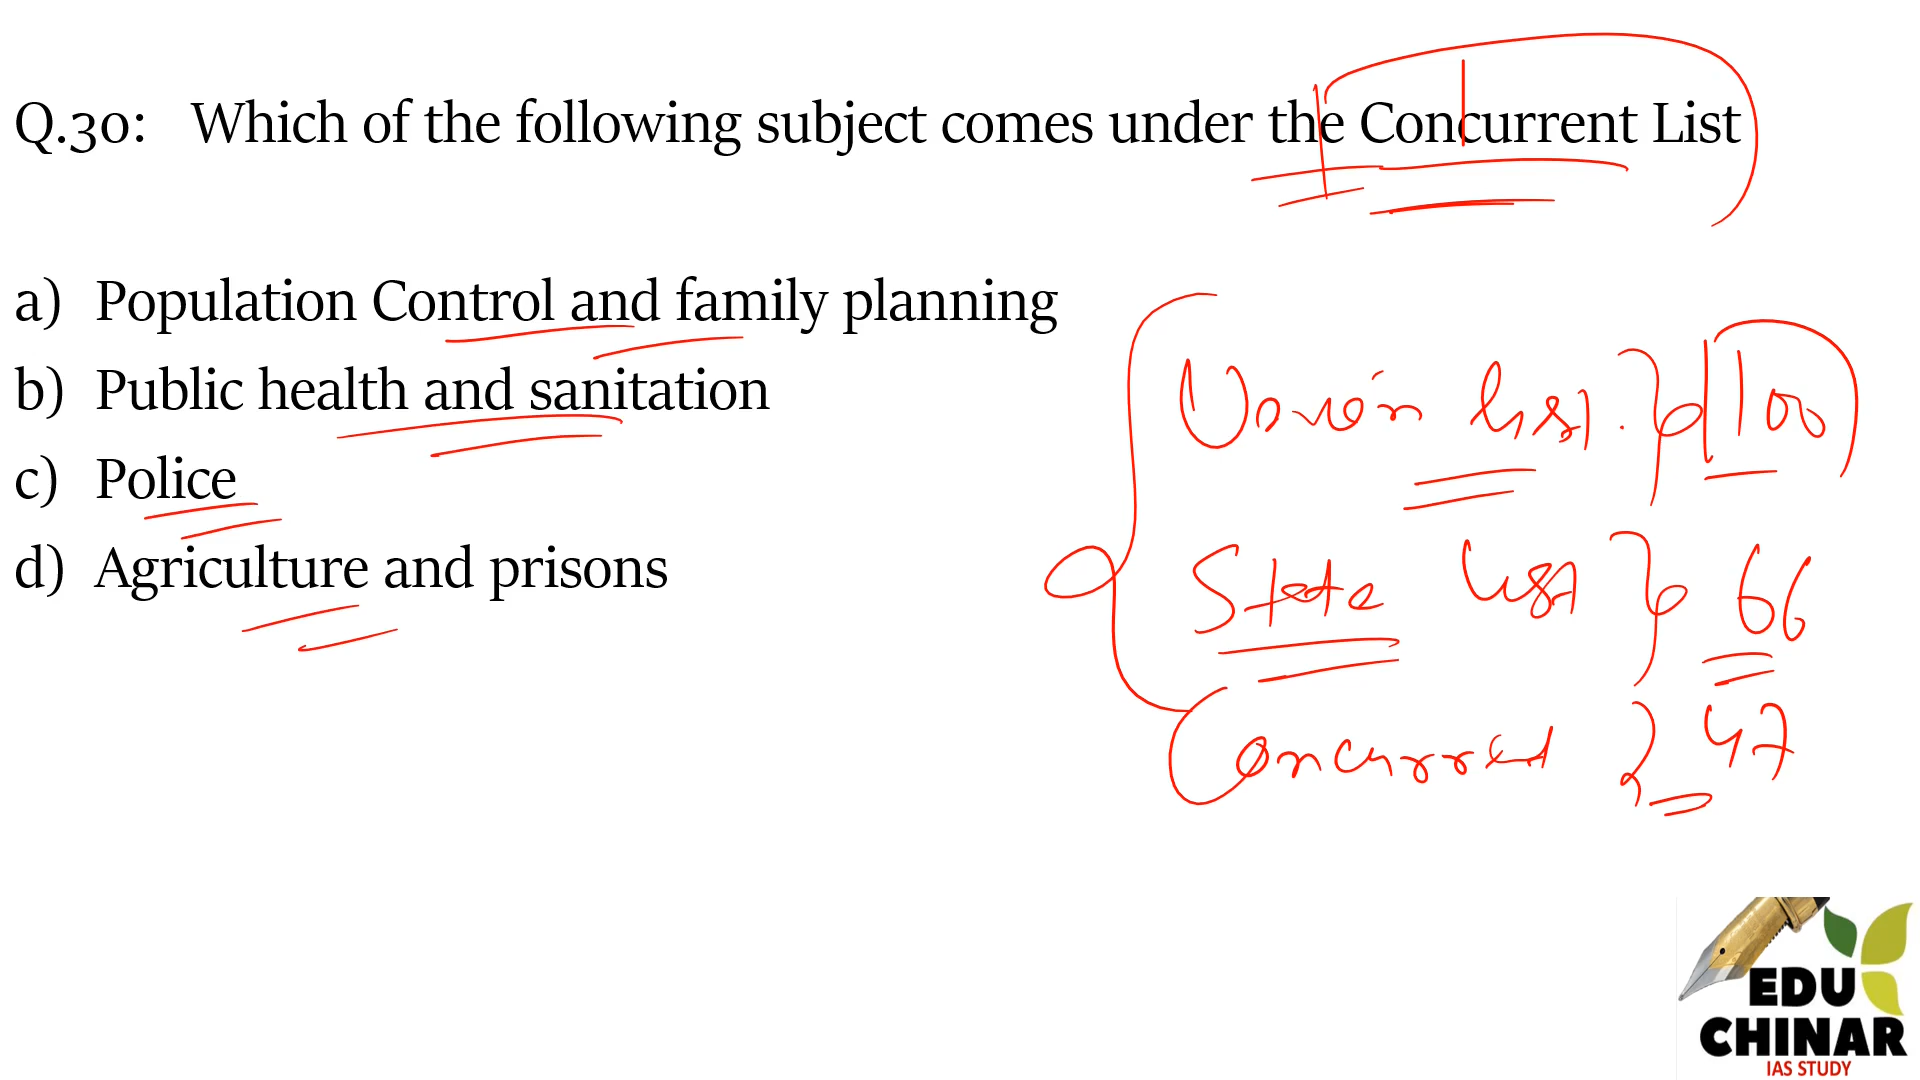 Q.30: Which of the following subject comes under the Concurrent List
a) Population Control and family planning
b) Public health and sanitation
c) Police
d) Agriculture and prisons
Union list. 100
State list 66
Concurrent 47
EDU
CHINAR
IAS STUDY